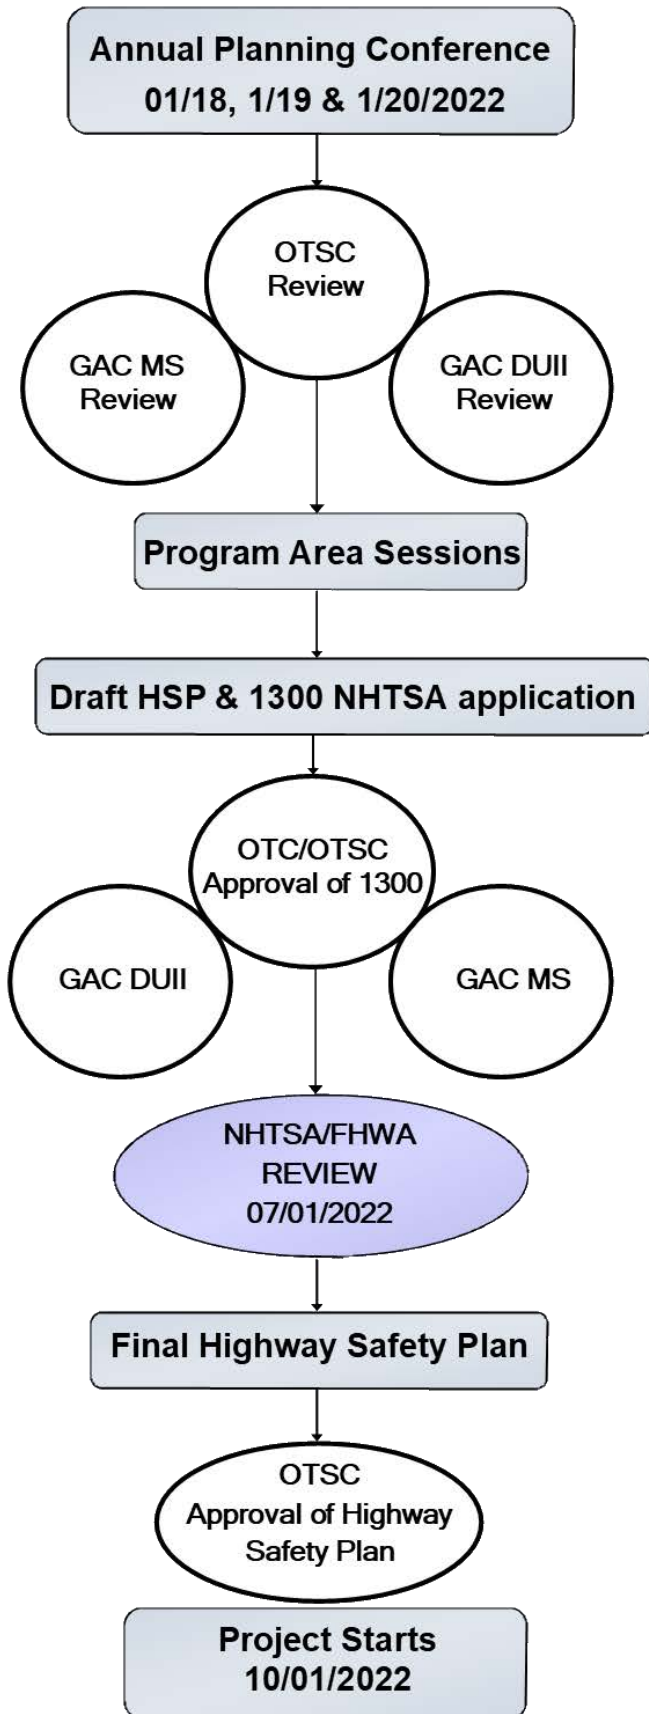 Annual Planning Conference
01/18, 1/19 & 1/20/2022
OTSC
Review
GAC MS
Review
GAC DUII
Review
Program Area Sessions
Draft HSP & 1300 NHTSA application
OTC/OTSC
Approval of 1300
GAC DUII
GAC MS
NHTSA/FHWA
REVIEW
07/01/2022
Final Highway Safety Plan
OTSC
Approval of Highway
Safety Plan
Project Starts
10/01/2022